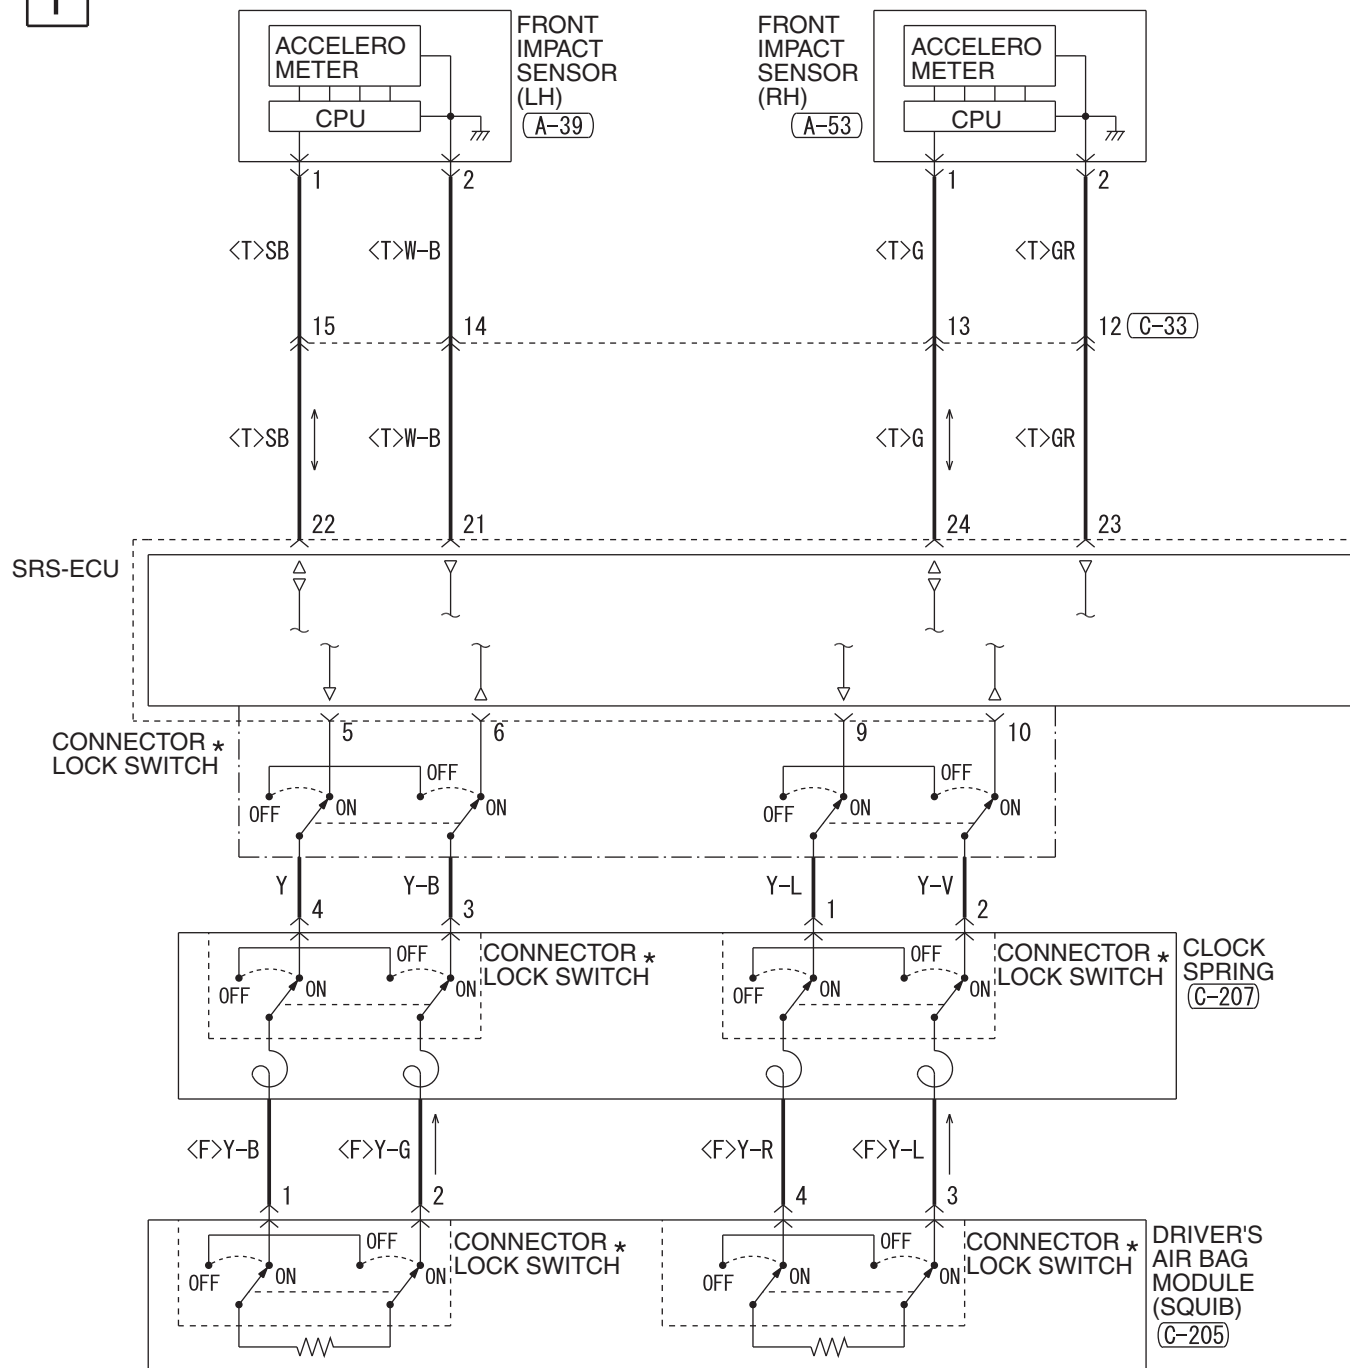 1
FRONT
IMPACT
SENSOR
(LH)
A-39
ACCELERO
METER
CPU
FRONT
IMPACT
SENSOR
(RH)
A-53
ACCELERO
METER
CPU
1 2 1 2
<T>SB <T>W-B <T>G <T>GR
15 14 13 12 C-33
<T>SB <T>W-B <T>G <T>GR
22 21 24 23
SRS-ECU
5 6 9 10
CONNECTOR *
LOCK SWITCH
OFF OFF
OFF ON ON OFF ON ON
Y Y-B Y-L Y-V
4 3 1 2
CONNECTOR *
LOCK SWITCH
CONNECTOR *
LOCK SWITCH
CLOCK
SPRING
C-207
OFF OFF
OFF ON ON OFF ON ON
<F>Y-B <F>Y-G <F>Y-R <F>Y-L
1 2 4 3
CONNECTOR *
LOCK SWITCH
CONNECTOR *
LOCK SWITCH
DRIVER'S
AIR BAG
MODULE
(SQUIB)
C-205
OFF OFF
OFF ON ON OFF ON ON